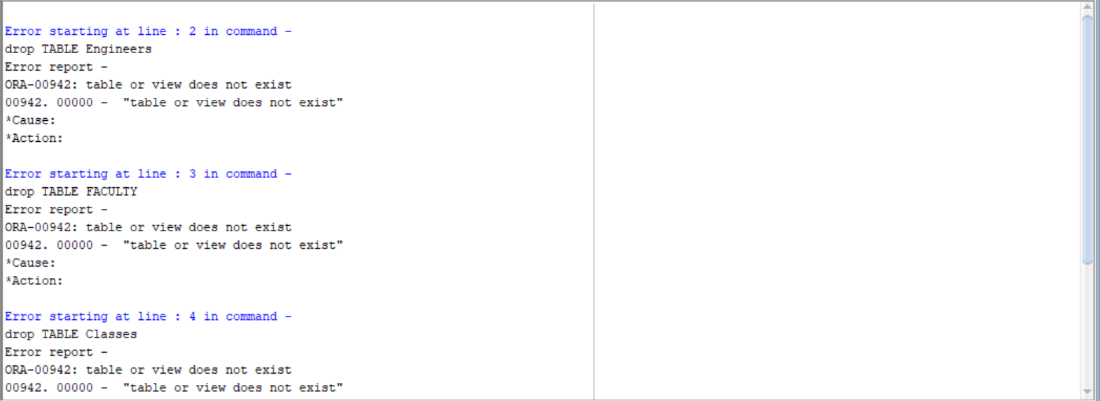 Error starting at line : 2 in command -
drop TABLE Engineers
Error report -
ORA-00942: table or view does not exist
00942. 00000 -  "table or view does not exist"
*Cause:
*Action:
Error starting at line : 3 in command -
drop TABLE FACULTY
Error report -
ORA-00942: table or view does not exist
00942. 00000 -  "table or view does not exist"
*Cause:
*Action:
Error starting at line : 4 in command -
drop TABLE Classes
Error report -
ORA-00942: table or view does not exist
00942. 00000 -  "table or view does not exist"